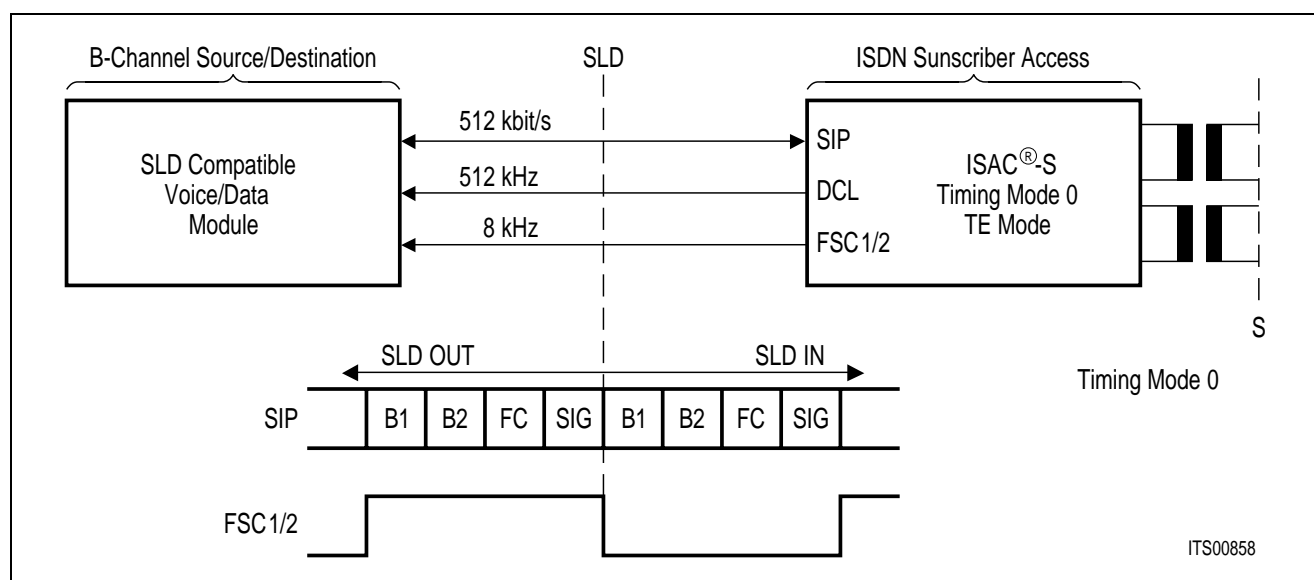 B-Channel Source/Destination
SLD
ISDN Sunscriber Access
SLD Compatible
Voice/Data
Module
512 kbit/s
512 kHz
8 kHz
SIP
DCL
FSC1/2
ISAC®-S
Timing Mode 0
TE Mode
S
SLD OUT
SLD IN
Timing Mode 0
SIP
B1 B2 FC SIG B1 B2 FC SIG
FSC1/2
ITS00858